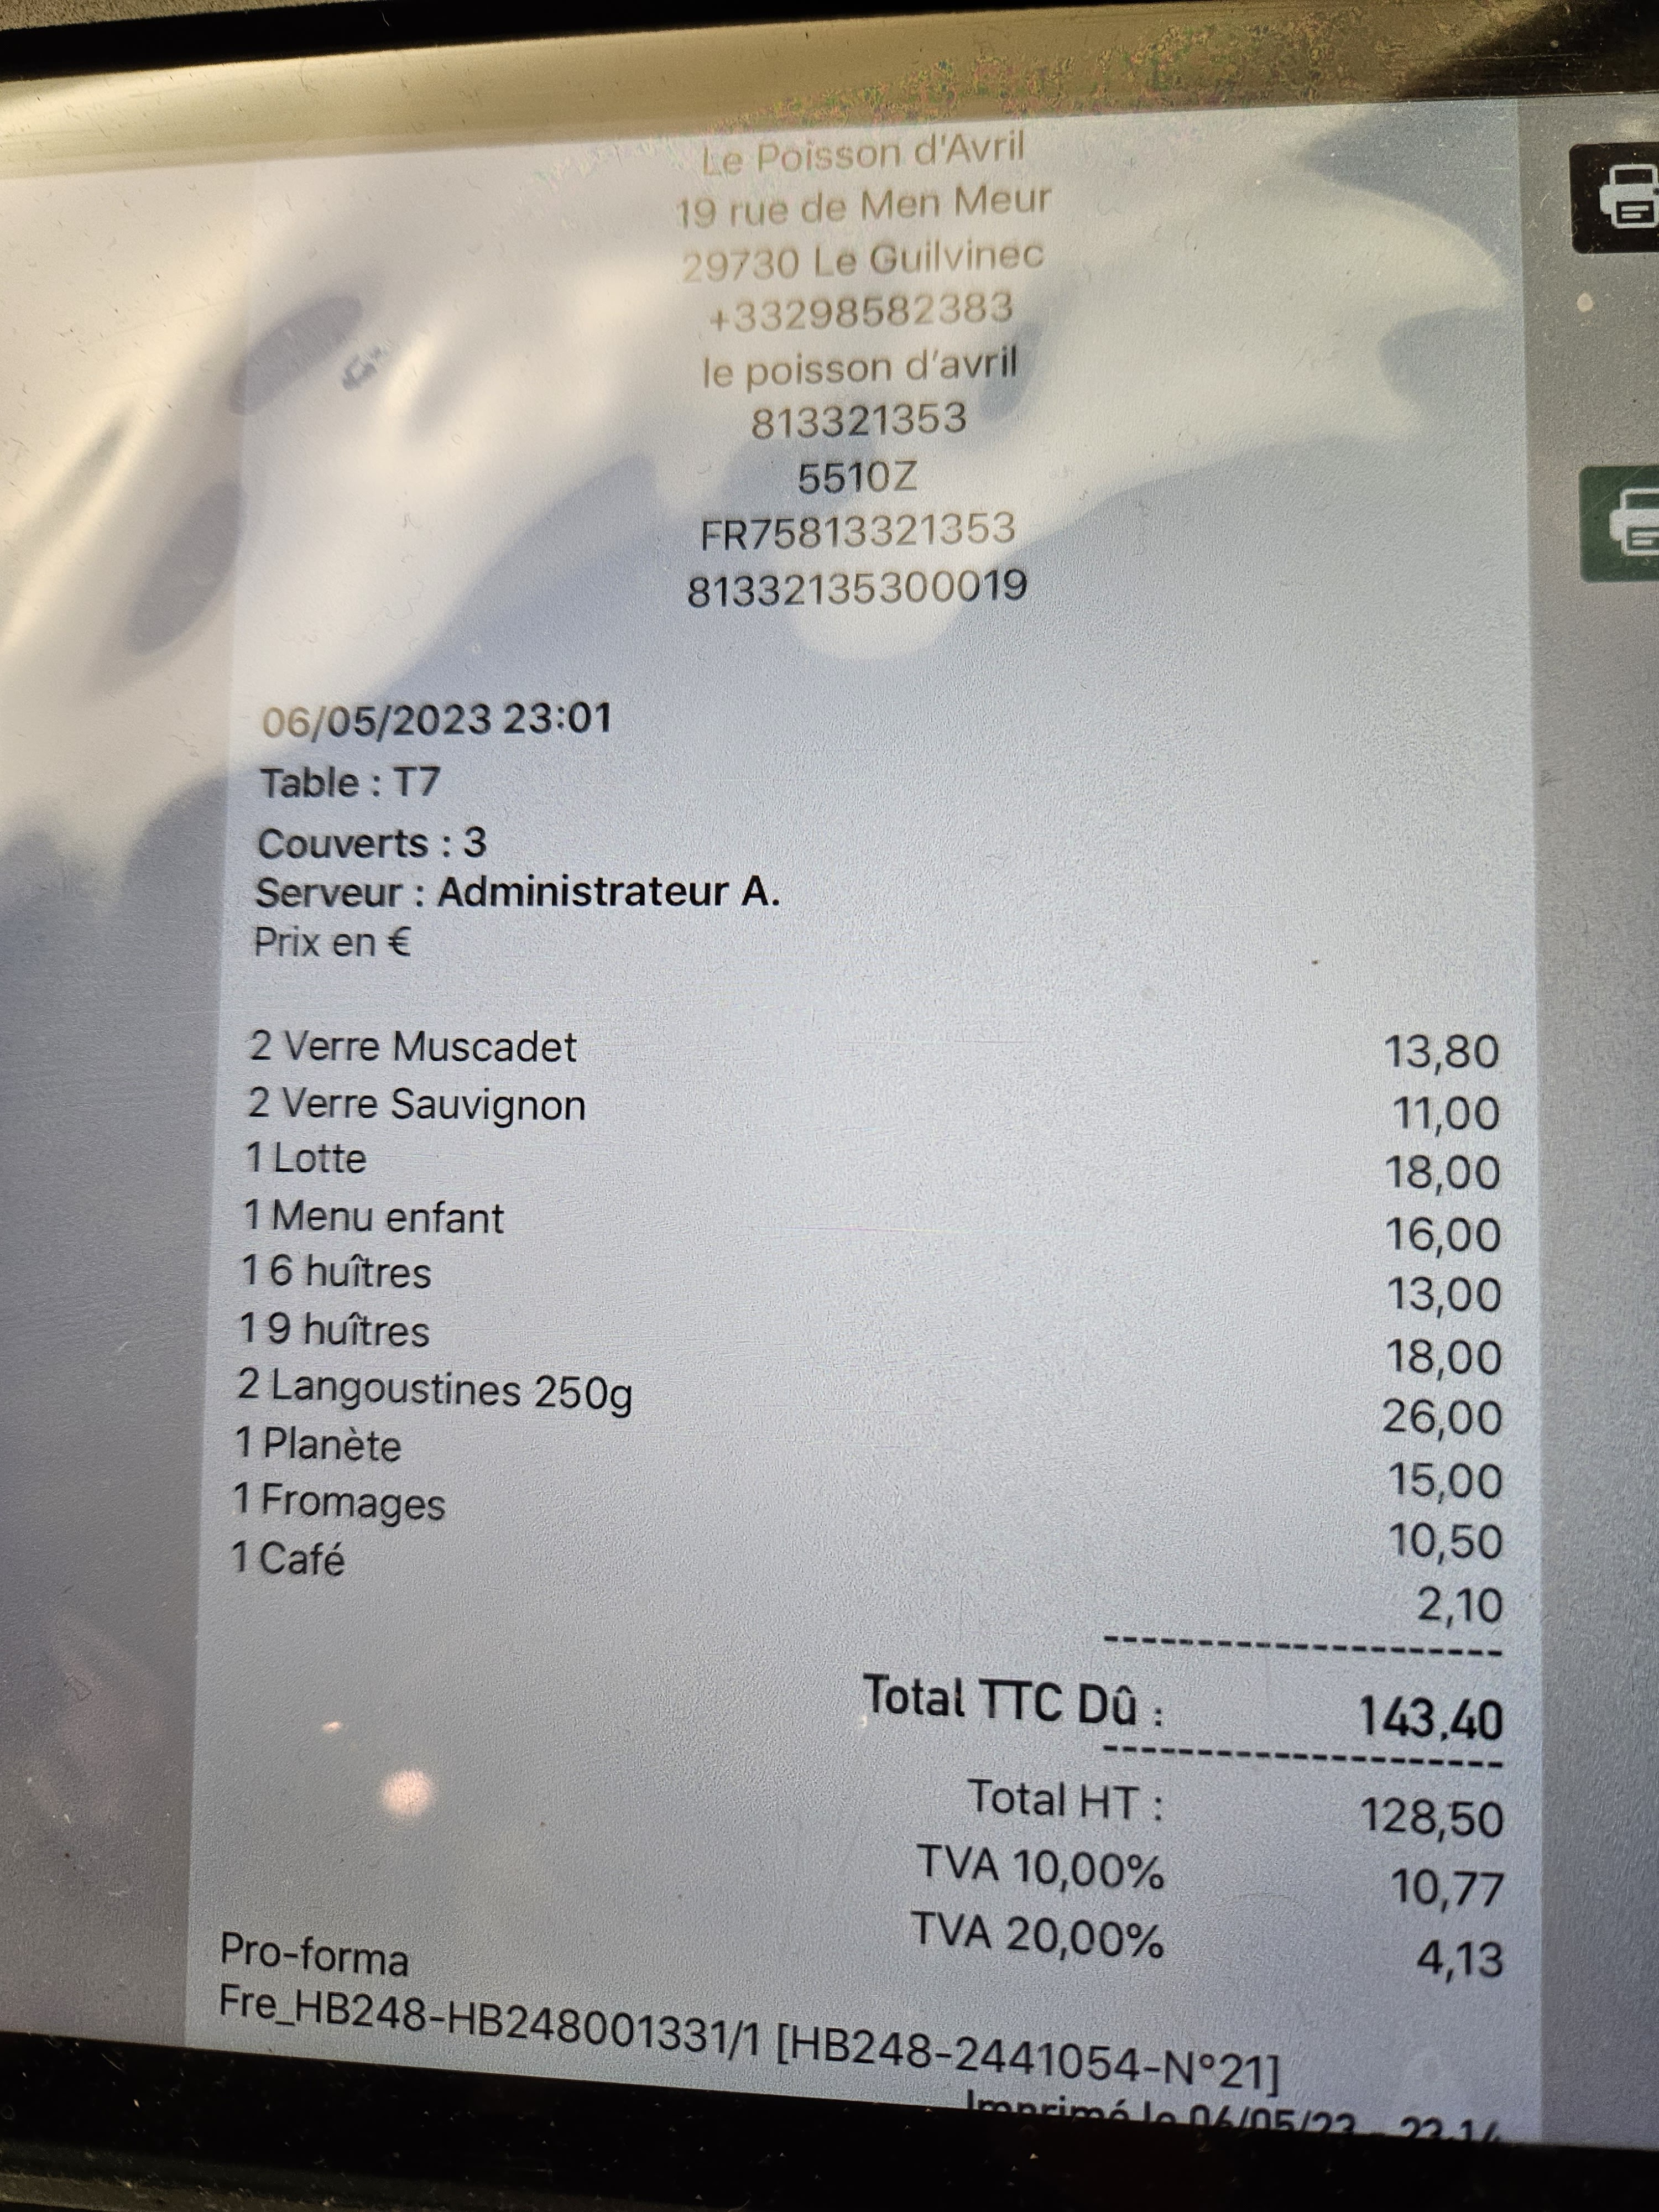 Le Poisson d'Avril
19 rue de Men Meur
29730 Le Guilvinec
+33298582383
le poisson d'avril
813321353
5510Z
FR75813321353
81332135300019
06/05/2023 23:01
Table : T7
Couverts : 3
Serveur : Administrateur A.
Prix en €
2 Verre Muscadet 13,80
2 Verre Sauvignon 11,00
1 Lotte 18,00
1 Menu enfant 16,00
1 6 huîtres 13,00
1 9 huîtres 18,00
2 Langoustines 250g 26,00
1 Planète 15,00
1 Fromages 10,50
1 Café 2,10
--------------------
Total TTC Dû : 143.40
--------------------
Total HT : 128,50
TVA 10,00% 10,77
TVA 20,00% 4,13
Pro-forma
Fre_HB248-HB248001331/1 [HB248-2441054-N°21]
Imprimé le 06/05/23